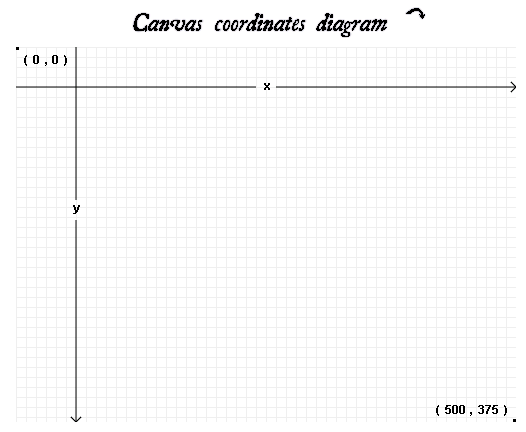 Canvas coordinates diagram
( 0 , 0 )
x
y
( 500 , 375 )